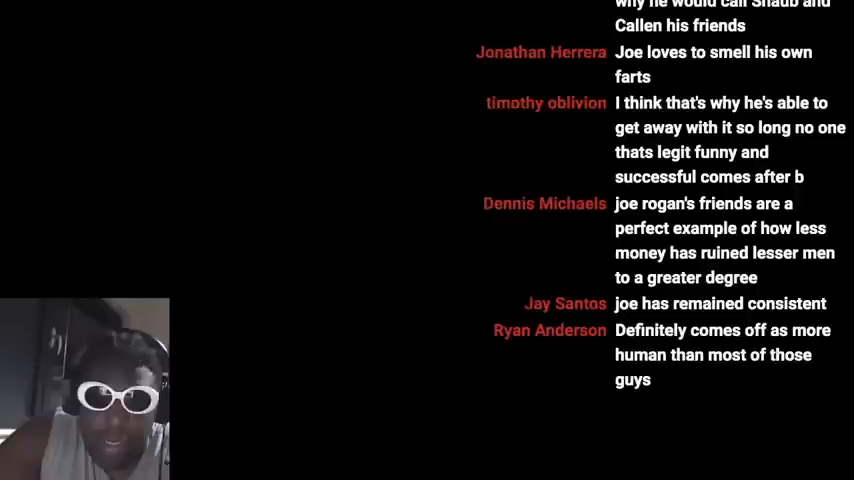 why he would call Shaub and
Callen his friends
Jonathan Herrera Joe loves to smell his own
farts
timothy oblivion I think that's why he's able to
get away with it so long no one
thats legit funny and
successful comes after b
Dennis Michaels joe rogan's friends are a
perfect example of how less
money has ruined lesser men
to a greater degree
Jay Santos joe has remained consistent
Ryan Anderson Definitely comes off as more
human than most of those
guys